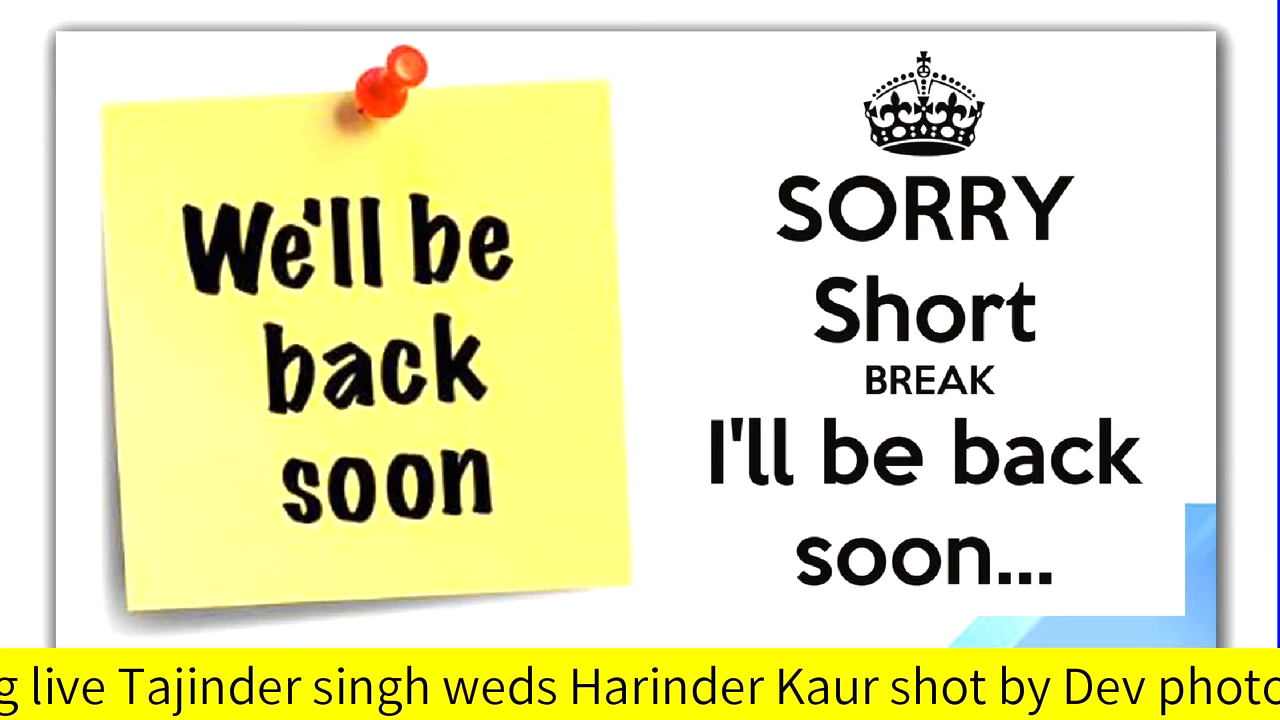 We'll be
back
soon
SORRY
Short
BREAK
I'll be back
soon...
g live Tajinder singh weds Harinder Kaur shot by Dev photo